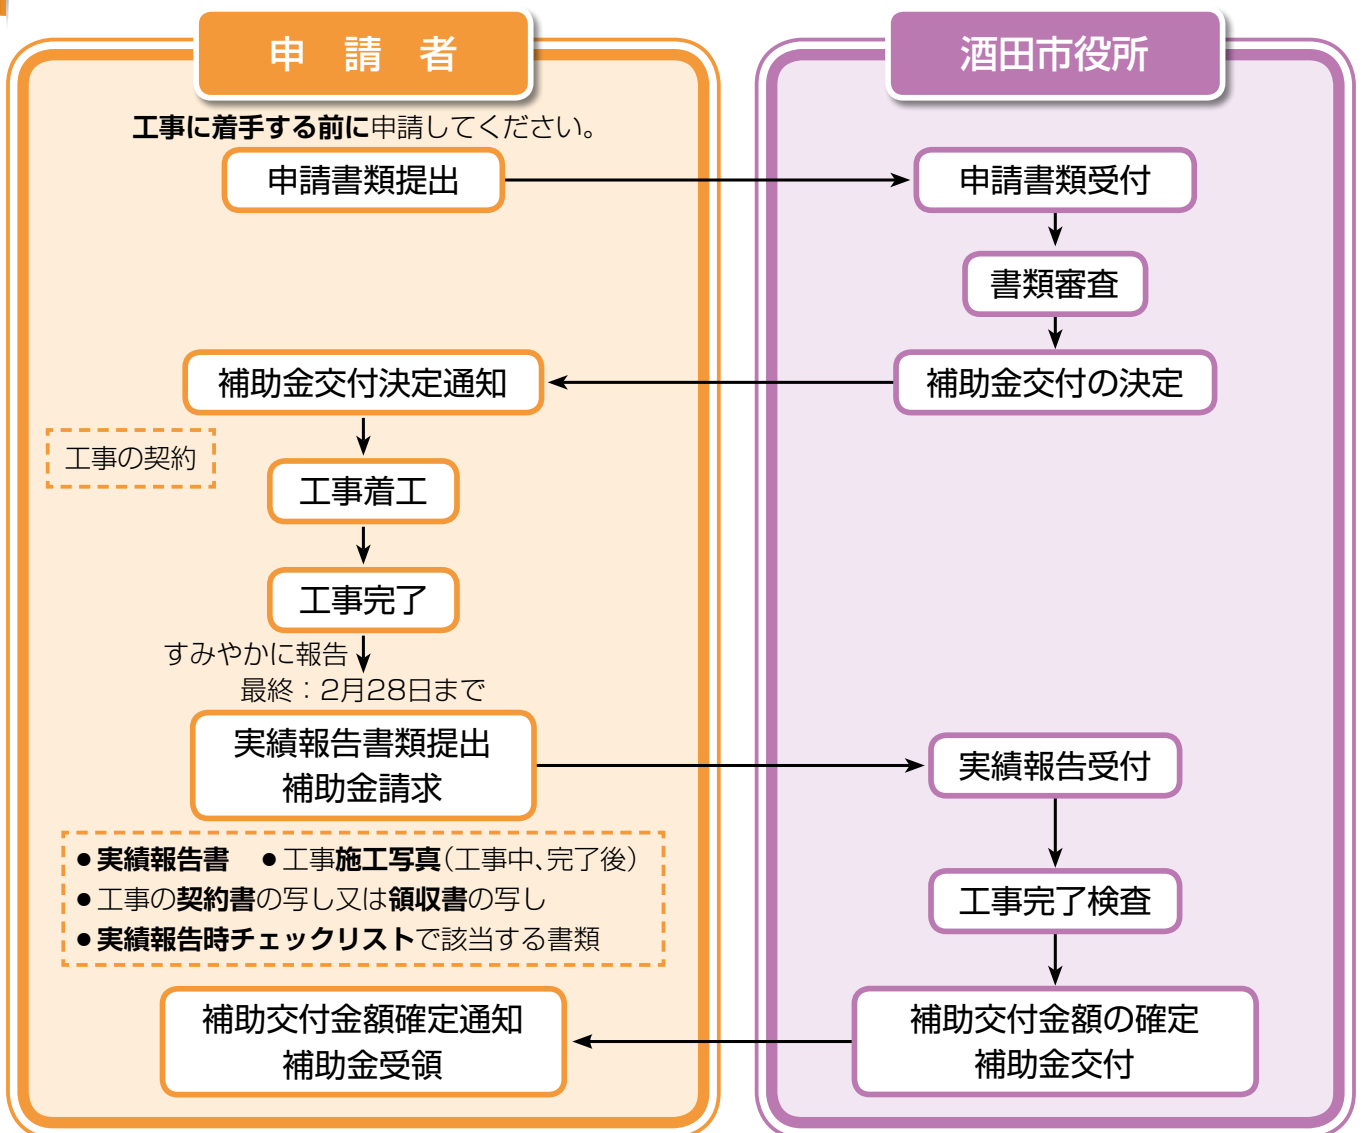 申請者
酒田市役所
工事に着手する前に申請してください。
申請書類提出
申請書類受付
書類審査
補助金交付決定通知
補助金交付の決定
工事の契約
工事着工
工事完了
すみやかに報告
最終：2月28日まで
実績報告書類提出
補助金請求
実績報告受付
●実績報告書 ●工事施工写真（工事中、完了後）
●工事の契約書の写し又は領収書の写し
●実績報告時チェックリストで該当する書類
工事完了検査
補助交付金額確定通知
補助金受領
補助交付金額の確定
補助金交付